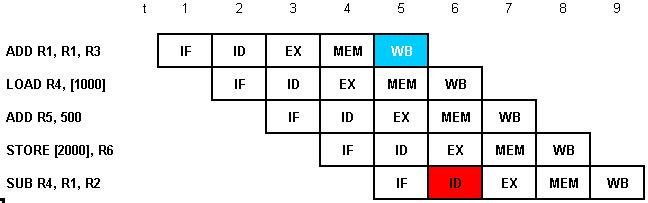 t 1 2 3 4 5 6 7 8 9
ADD R1, R1, R3 IF ID EX MEM WB
LOAD R4, [1000] IF ID EX MEM WB
ADD R5, 500 IF ID EX MEM WB
STORE [2000], R6 IF ID EX MEM WB
SUB R4, R1, R2 IF ID EX MEM WB